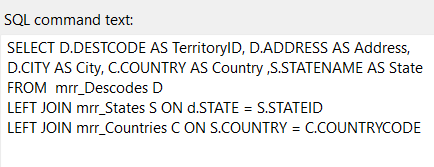 SQL command text:
SELECT D.DESTCODE AS TerritoryID, D.ADDRESS AS Address,
D.CITY AS City, C.COUNTRY AS Country ,S.STATENAME AS State
FROM  mrr_Descodes D
LEFT JOIN mrr_States S ON d.STATE = S.STATEID
LEFT JOIN mrr_Countries C ON S.COUNTRY = C.COUNTRYCODE